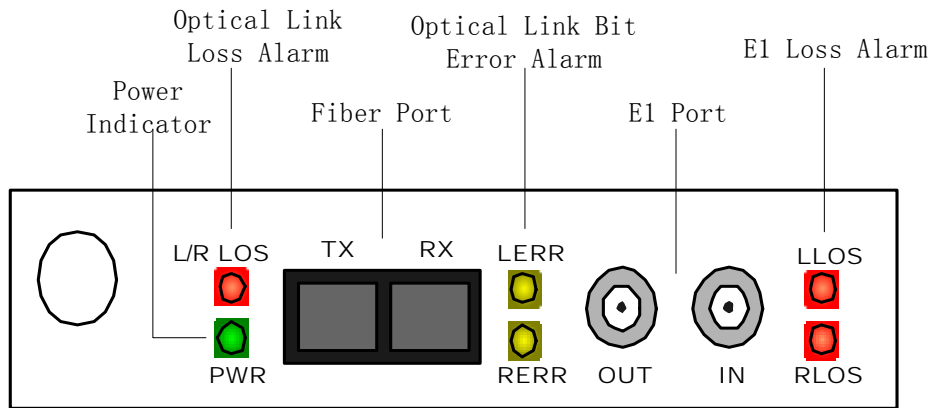 Optical Link
Loss Alarm
Optical Link Bit
Error Alarm
E1 Loss Alarm
Power
Indicator
Fiber Port
E1 Port
L/R LOS
TX
RX
LERR
LLOS
PWR
RERR
OUT
IN
RLOS